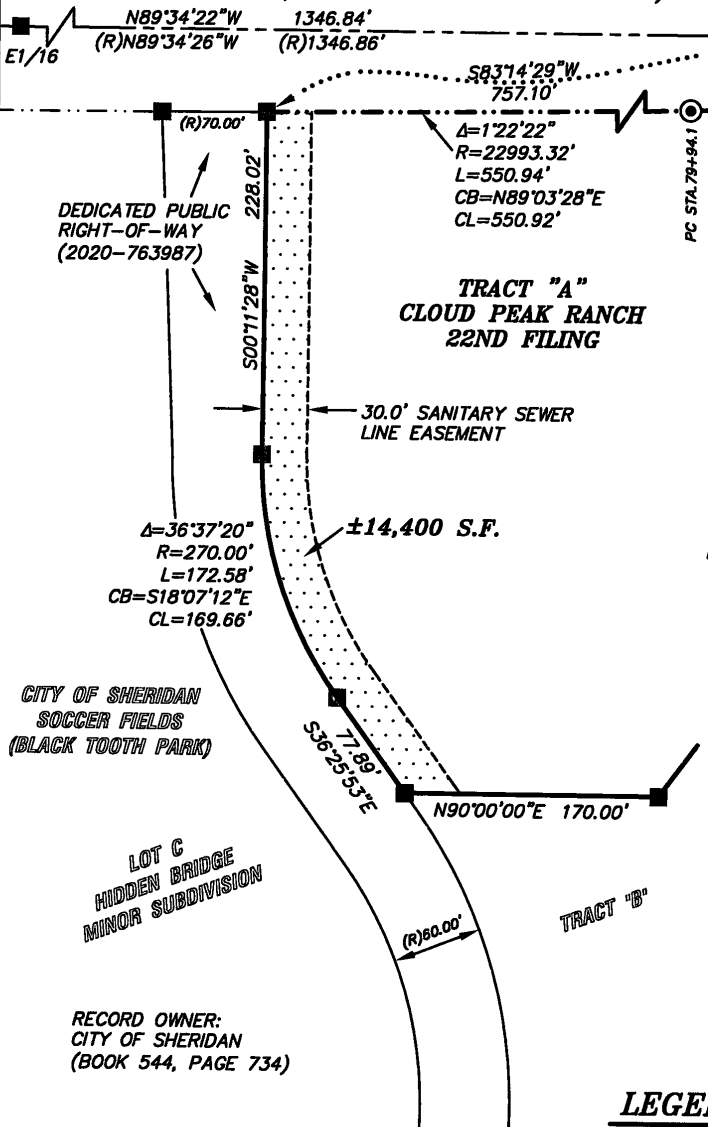 N89°34'22"W 1346.84'
(R)N89°34'26"W (R)1346.86'
E1/16
S83°14'29"W
757.10'
(R)70.00'
Δ=1°22'22"
R=22993.32'
L=550.94'
CB=N89°03'28"E
CL=550.92'
PC STA.79+94.1
DEDICATED PUBLIC
RIGHT-OF-WAY
(2020-763987)
S00°11'28"W 228.02'
TRACT "A"
CLOUD PEAK RANCH
22ND FILING
30.0' SANITARY SEWER
LINE EASEMENT
±14,400 S.F.
Δ=36°37'20"
R=270.00'
L=172.58'
CB=S18°07'12"E
CL=169.66'
CITY OF SHERIDAN
SOCCER FIELDS
(BLACK TOOTH PARK)
77.89'
S36°25'53"E
N90°00'00"E 170.00'
LOT C
HIDDEN BRIDGE
MINOR SUBDIVISION
TRACT "B"
(R)60.00'
RECORD OWNER:
CITY OF SHERIDAN
(BOOK 544, PAGE 734)
LEGE